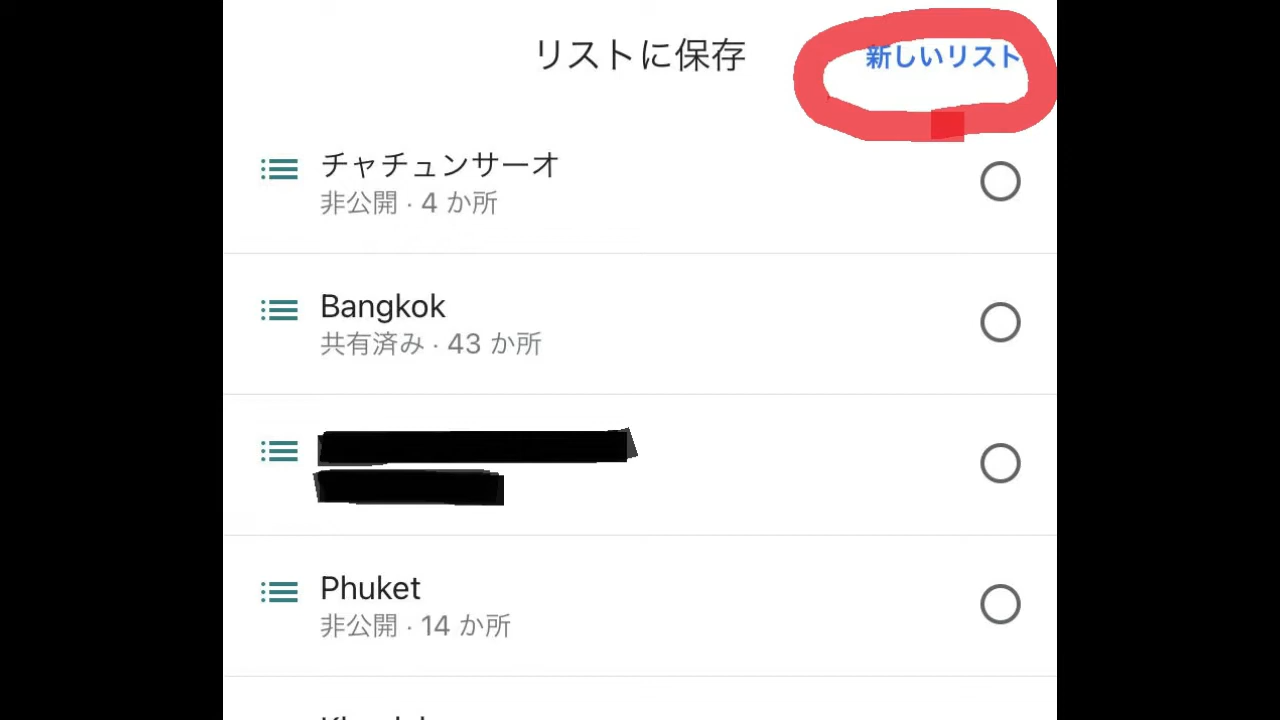 リストに保存
新しいリスト
チャチュンサーオ
非公開 · 4 か所
Bangkok
共有済み · 43 か所
Phuket
非公開 · 14 か所